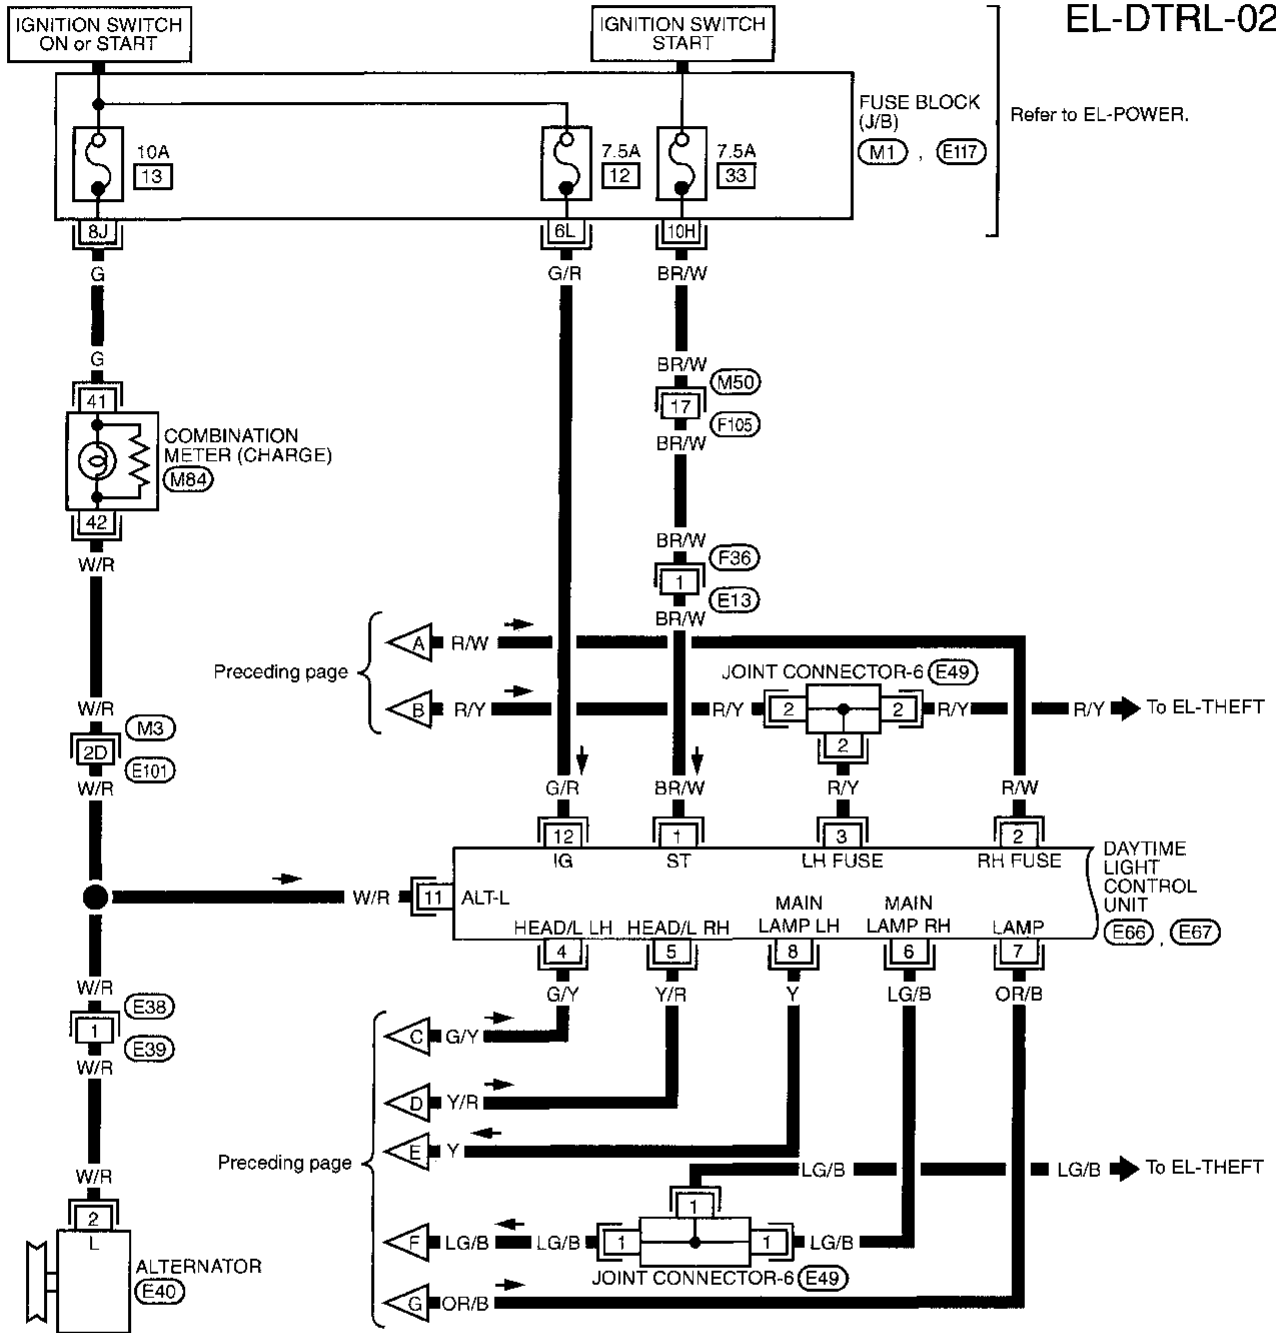 EL-DTRL-02
IGNITION SWITCH
ON or START
IGNITION SWITCH
START
FUSE BLOCK
(J/B)
M1 , E117
Refer to EL-POWER.
10A
13
7.5A
12
7.5A
33
8J
6L
10H
G
G/R
BR/W
G
BR/W
M50
41
17
F105
BR/W
COMBINATION
METER (CHARGE)
M84
42
BR/W
F36
W/R
1
E13
BR/W
Preceding page
A R/W
JOINT CONNECTOR-6 E49
B R/Y
R/Y
2
2
R/Y
R/Y
To EL-THEFT
2
W/R
M3
2D
E101
W/R
G/R
BR/W
R/Y
R/W
12
1
3
2
IG
ST
LH FUSE
RH FUSE
DAYTIME
LIGHT
CONTROL
UNIT
E66 , E67
W/R
11
ALT-L
HEAD/L LH
HEAD/L RH
MAIN
LAMP LH
MAIN
LAMP RH
LAMP
4
5
8
6
7
G/Y
Y/R
Y
LG/B
OR/B
W/R
E38
1
E39
W/R
C G/Y
D Y/R
E Y
Preceding page
LG/B
LG/B
To EL-THEFT
W/R
2
L
1
F LG/B
LG/B
1
1
LG/B
ALTERNATOR
E40
JOINT CONNECTOR-6 E49
G OR/B